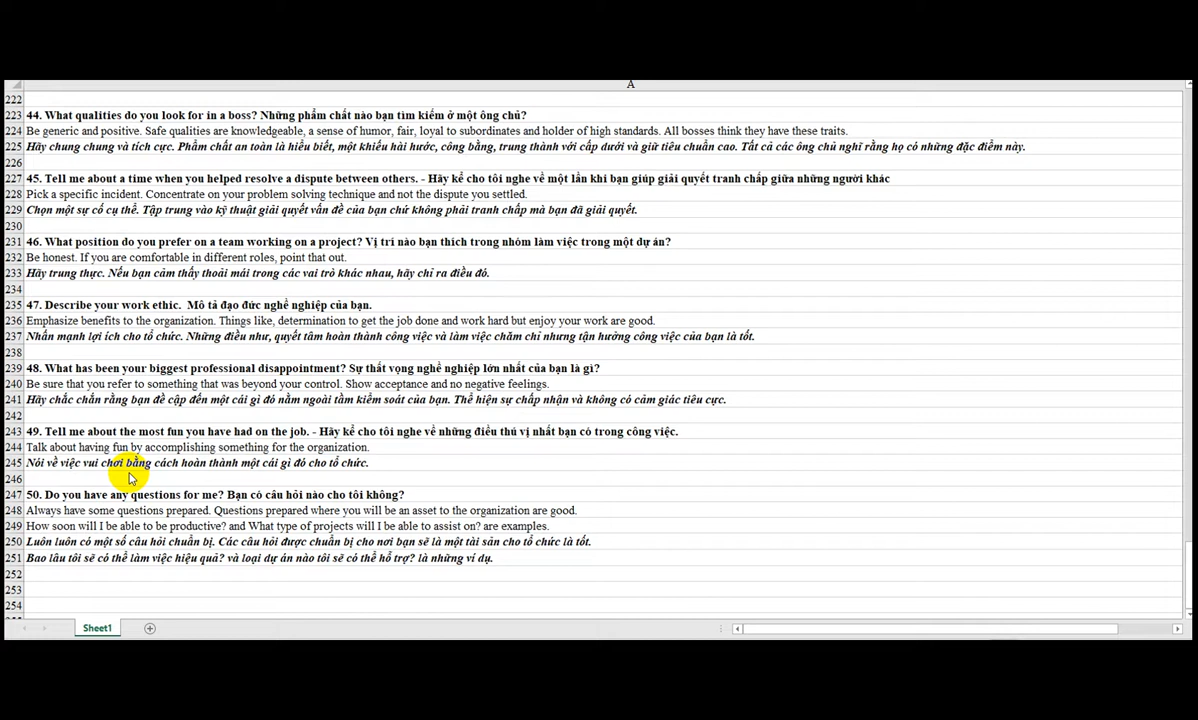 A
222
223 44. What qualities do you look for in a boss? Những phẩm chất nào bạn tìm kiếm ở một ông chủ?
224 Be generic and positive. Safe qualities are knowledgeable, a sense of humor, fair, loyal to subordinates and holder of high standards. All bosses think they have these traits.
225 Hãy chung chung và tích cực. Phẩm chất an toàn là hiểu biết, một khiếu hài hước, công bằng, trung thành với cấp dưới và giữ tiêu chuẩn cao. Tất cả các ông chủ nghĩ rằng họ có những đặc điểm này.
226
227 45. Tell me about a time when you helped resolve a dispute between others. - Hãy kể cho tôi nghe về một lần khi bạn giúp giải quyết tranh chấp giữa những người khác
228 Pick a specific incident. Concentrate on your problem solving technique and not the dispute you settled.
229 Chọn một sự cố cụ thể. Tập trung vào kỹ thuật giải quyết vấn đề của bạn chứ không phải tranh chấp mà bạn đã giải quyết.
230
231 46. What position do you prefer on a team working on a project? Vị trí nào bạn thích trong nhóm làm việc trong một dự án?
232 Be honest. If you are comfortable in different roles, point that out.
233 Hãy trung thực. Nếu bạn cảm thấy thoải mái trong các vai trò khác nhau, hãy chỉ ra điều đó.
234
235 47. Describe your work ethic. Mô tả đạo đức nghề nghiệp của bạn.
236 Emphasize benefits to the organization. Things like, determination to get the job done and work hard but enjoy your work are good.
237 Nhấn mạnh lợi ích cho tổ chức. Những điều như, quyết tâm hoàn thành công việc và làm việc chăm chỉ nhưng tận hưởng công việc của bạn là tốt.
238
239 48. What has been your biggest professional disappointment? Sự thất vọng nghề nghiệp lớn nhất của bạn là gì?
240 Be sure that you refer to something that was beyond your control. Show acceptance and no negative feelings.
241 Hãy chắc chắn rằng bạn đề cập đến một cái gì đó nằm ngoài tầm kiểm soát của bạn. Thể hiện sự chấp nhận và không có cảm giác tiêu cực.
242
243 49. Tell me about the most fun you have had on the job. - Hãy kể cho tôi nghe về những điều thú vị nhất bạn có trong công việc.
244 Talk about having fun by accomplishing something for the organization.
245 Nói về việc vui chơi bằng cách hoàn thành một cái gì đó cho tổ chức.
246
247 50. Do you have any questions for me? Bạn có câu hỏi nào cho tôi không?
248 Always have some questions prepared. Questions prepared where you will be an asset to the organization are good.
249 How soon will I be able to be productive? and What type of projects will I be able to assist on? are examples.
250 Luôn luôn có một số câu hỏi chuẩn bị. Các câu hỏi được chuẩn bị cho nơi bạn sẽ là một tài sản cho tổ chức là tốt.
251 Bao lâu tôi sẽ có thể làm việc hiệu quả? và loại dự án nào tôi sẽ có thể hỗ trợ? là những ví dụ.
252
253
254
Sheet1